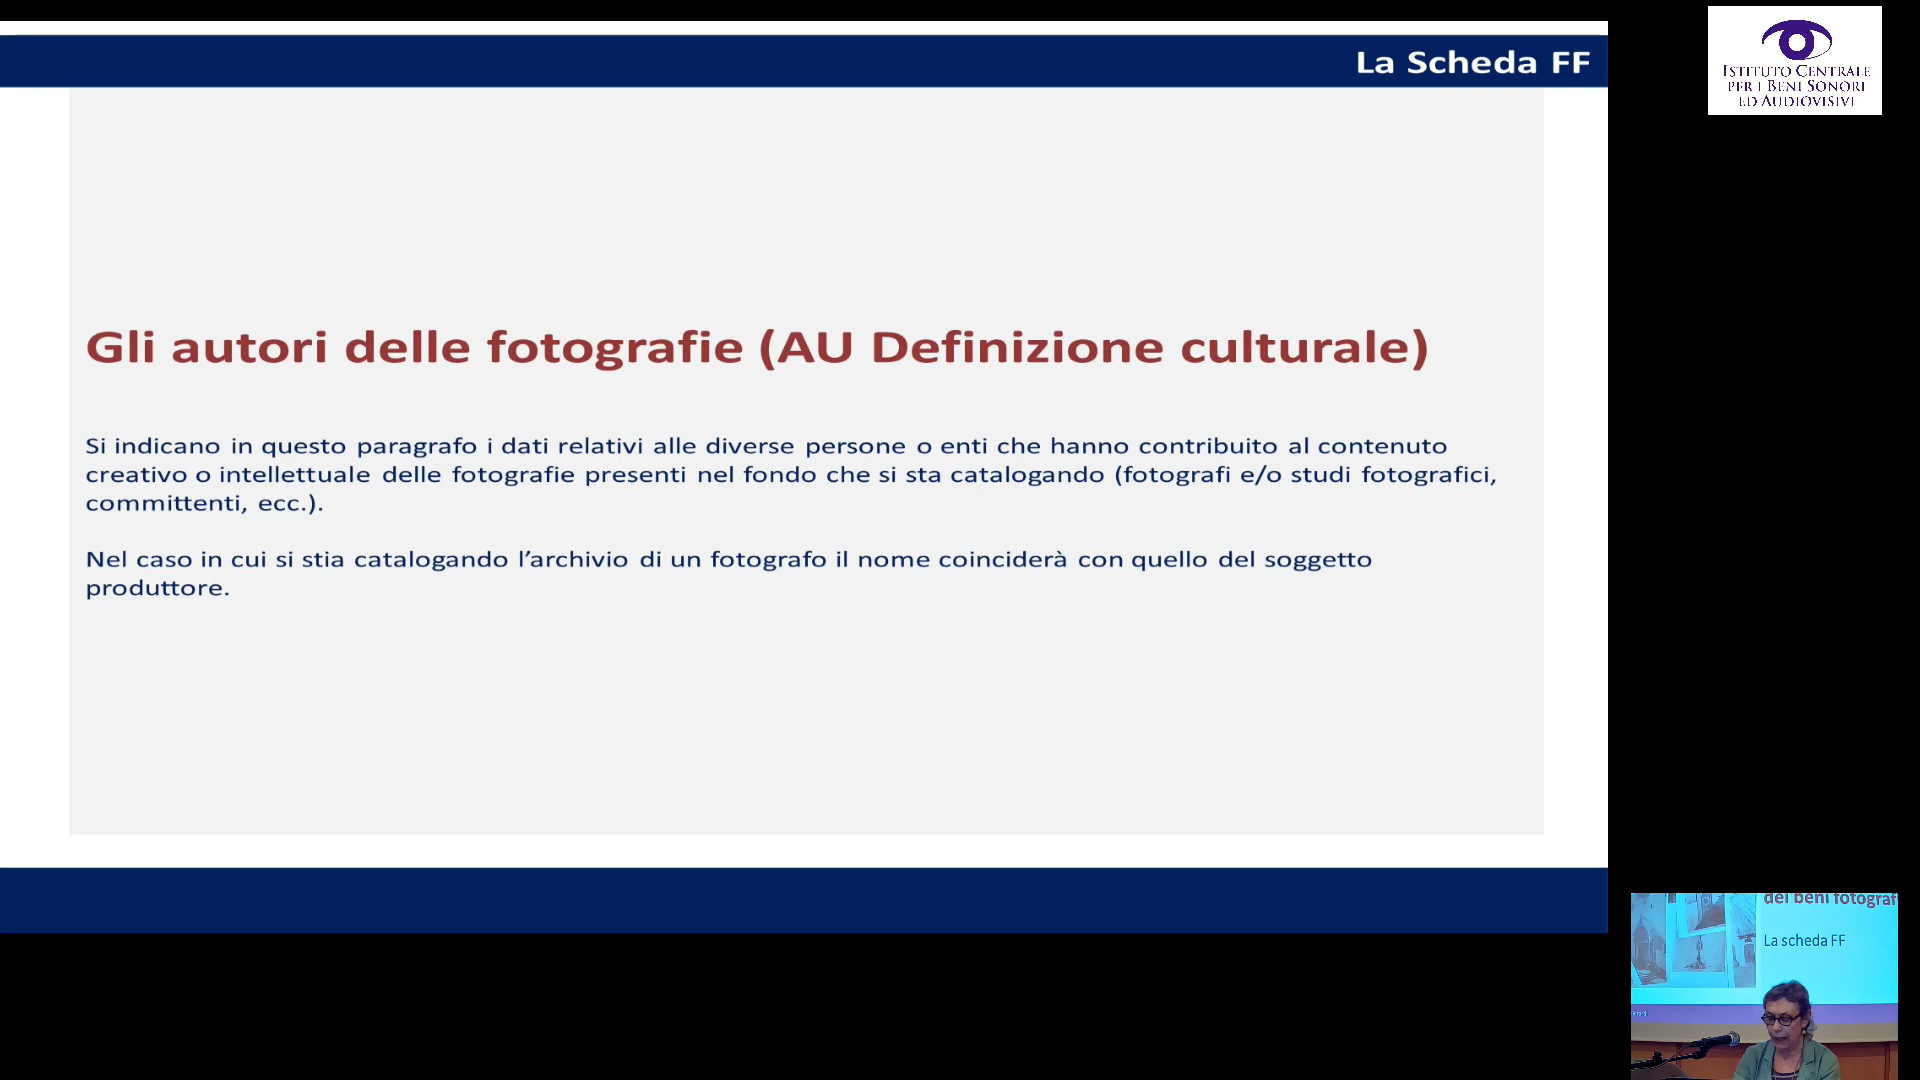 La Scheda FF
ISTITUTO CENTRALE
PER I BENI SONORI
ED AUDIOVISIVI
Gli autori delle fotografie (AU Definizione culturale)
Si indicano in questo paragrafo i dati relativi alle diverse persone o enti che hanno contribuito al contenuto
creativo o intellettuale delle fotografie presenti nel fondo che si sta catalogando (fotografi e/o studi fotografici,
committenti, ecc.).
Nel caso in cui si stia catalogando l’archivio di un fotografo il nome coinciderà con quello del soggetto
produttore.
dei beni fotograf
La scheda FF